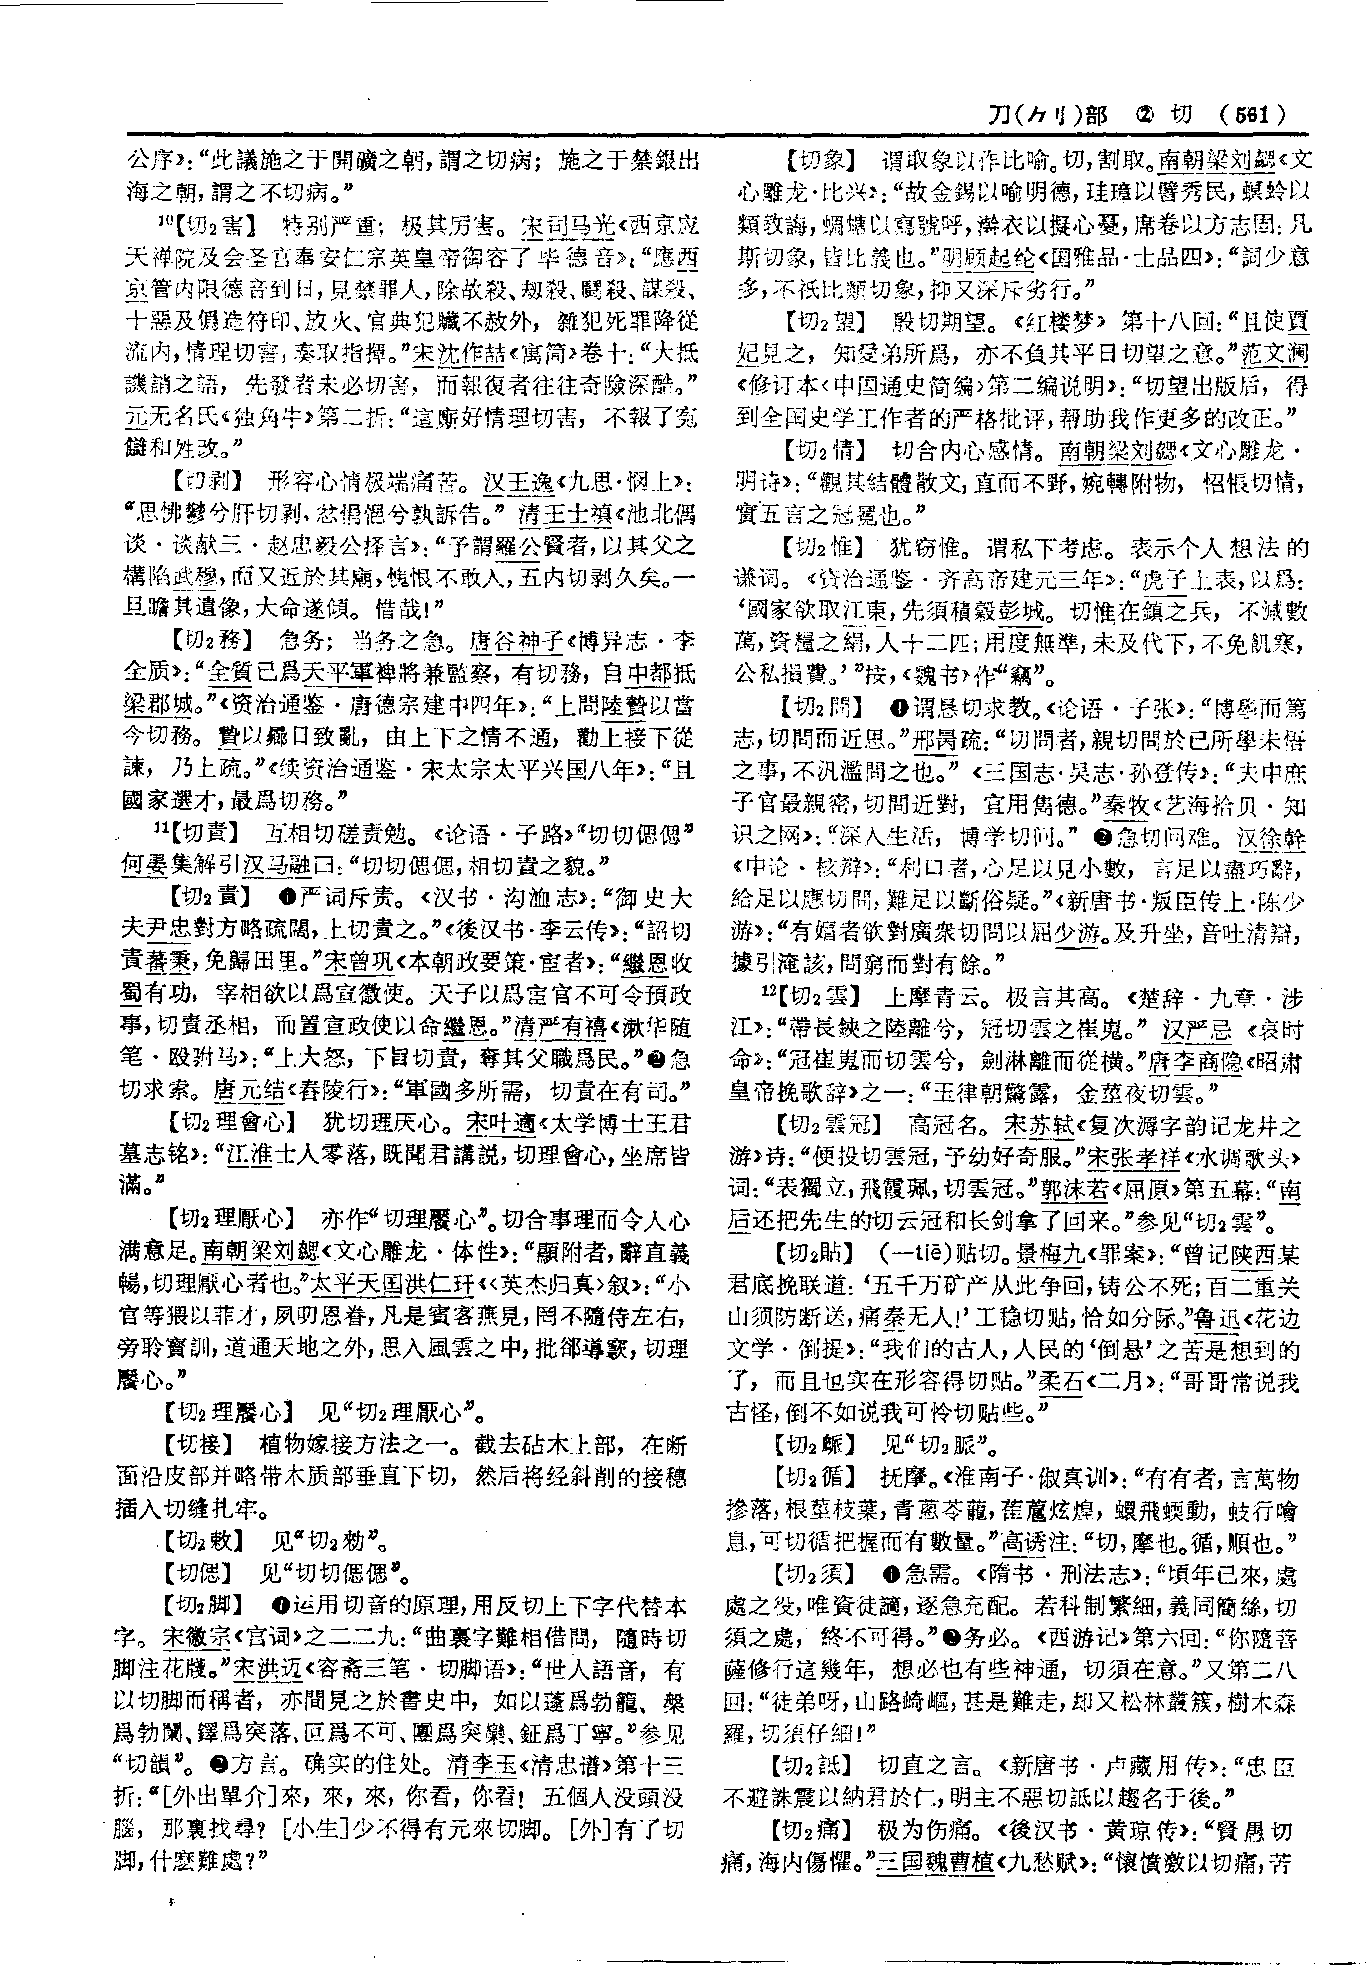 刀(⺈刂)部 ② 切 (561)
公序》：“此議施之于開礦之朝，謂之切病；施之于禁銀出
海之朝，謂之不切病。”
10【切2害】 特别严重；极其厉害。宋司马光《西京应
天禅院及会圣宫奉安仁宗英皇帝御容了毕德音》：“應西
京管内限德音到日，見禁罪人，除故殺、劫殺、鬭殺、謀殺、
十惡及僞造符印、放火、官典犯贓不赦外，雜犯死罪降從
流内，情理切害，奏取指揮。”宋沈作喆《寓简》卷十：“大抵
譏誚之語，先發者未必切害，而報復者往往奇險深酷。”
元无名氏《独角牛》第二折：“這厮好情理切害，不報了寃
讎和姓改。”
【切剥】 形容心情极端痛苦。汉王逸《九思·悯上》：
“思怫鬱兮肝切剥，忿悁悒兮孰訴告。”清王士禛《池北偶
谈·谈献三·赵忠毅公择言》：“予謂羅公賢者，以其父之
構陷武穆，而又近於其廟，愧恨不敢入，五内切剥久矣。一
旦瞻其遺像，大命遂傾。惜哉！”
【切2務】 急务；当务之急。唐谷神子《博异志·李
全质》：“全質已爲天平軍裨將兼監察，有切務，自中都抵
梁郡城。”《资治通鉴·唐德宗建中四年》：“上問陸贄以當
今切務。贄以曏日致亂，由上下之情不通，勸上接下從
諫，乃上疏。”《续资治通鉴·宋太宗太平兴国八年》：“且
國家選才，最爲切務。”
11【切責】 互相切磋责勉。《论语·子路》“切切偲偲”
何晏集解引汉马融曰：“切切偲偲，相切責之貌。”
【切2責】 ❶严词斥责。《汉书·沟洫志》：“御史大
夫尹忠對方略疏闊，上切責之。”《後汉书·李云传》：“詔切
責蕃秉，免歸田里。”宋曾巩《本朝政要策·宦者》：“繼恩收
蜀有功，宰相欲以爲宣徽使。天子以爲宦官不可令預政
事，切責丞相，而置宣政使以命繼恩。”清严有禧《漱华随
笔·殴驸马》：“上大怒，下旨切責，奪其父職爲民。”❷急
切求索。唐元结《舂陵行》：“軍國多所需，切責在有司。”
【切2理會心】 犹切理厌心。宋叶適《太学博士王君
墓志铭》：“江淮士人零落，既聞君講説，切理會心，坐席皆
滿。”
【切2理厭心】 亦作“切理饜心”。切合事理而令人心
满意足。南朝梁刘勰《文心雕龙·体性》：“顯附者，辭直義
暢，切理厭心者也。”太平天国洪仁玕《〈英杰归真〉叙》：“小
官等猥以菲才，夙叨恩眷，凡是賓客燕見，罔不隨侍左右，
旁聆寳訓，道通天地之外，思入風雲之中，批郤導窾，切理
饜心。”
【切2理饜心】 见“切2理厭心”。
【切接】 植物嫁接方法之一。截去砧木上部，在断
面沿皮部并略带木质部垂直下切，然后将经斜削的接穗
插入切缝扎牢。
【切2敕】 见“切2勑”。
【切偲】 见“切切偲偲”。
【切2脚】 ❶运用切音的原理，用反切上下字代替本
字。宋徽宗《宫词》之二二九：“曲裏字難相借問，隨時切
脚注花牋。”宋洪迈《容斋三笔·切脚语》：“世人語音，有
以切脚而稱者，亦間見之於書史中，如以蓬爲勃籠、槃
爲勃闌、鐸爲突落、叵爲不可、團爲突欒、鉦爲丁寧。”参见
“切韻”。❷方言。确实的住处。清李玉《清忠谱》第十三
折：“[外出單介]來，來，來，你看，你看！五個人没頭没
腦，那裏找尋？[小生]少不得有元來切脚。[外]有了切
脚，什麽難處？”
【切象】 谓取象以作比喻。切，割取。南朝梁刘勰《文
心雕龙·比兴》：“故金錫以喻明德，珪璋以譬秀民，螟蛉以
類教誨，蜩螗以寫號呼，澣衣以擬心憂，席卷以方志固：凡
斯切象，皆比義也。”明顾起纶《国雅品·士品四》：“詞少意
多，不祇比類切象，抑又深斥劣行。”
【切2望】 殷切期望。《红楼梦》第十八回：“且使賈
妃見之，知愛弟所爲，亦不負其平日切望之意。”范文澜
《修订本〈中国通史简编〉第二编说明》：“切望出版后，得
到全国史学工作者的严格批评，帮助我作更多的改正。”
【切2情】 切合内心感情。南朝梁刘勰《文心雕龙·
明诗》：“觀其結體散文，直而不野，婉轉附物，怊悵切情，
實五言之冠冕也。”
【切2惟】 犹窃惟。谓私下考虑。表示个人想法的
谦词。《资治通鉴·齐高帝建元三年》：“虎子上表，以爲：
‘國家欲取江東，先須積穀彭城。切惟在鎮之兵，不減數
萬，資糧之絹，人十二匹；用度無準，未及代下，不免飢寒，
公私損費。’”按，《魏书》作“竊”。
【切2問】 ❶谓恳切求教。《论语·子张》：“博學而篤
志，切問而近思。”邢昺疏：“切問者，親切問於己所學未悟
之事，不汎濫問之也。”《三国志·吴志·孙登传》：“夫中庶
子官最親密，切問近對，宜用雋德。”秦牧《艺海拾贝·知
识之网》：“深入生活，博学切问。”❷急切问难。汉徐幹
《中论·核辩》：“利口者，心足以見小數，言足以盡巧辭，
給足以應切問，難足以斷俗疑。”《新唐书·叛臣传上·陈少
游》：“有媢者欲對廣衆切問以屈少游。及升坐，音吐清辯，
據引淹該，問窮而對有餘。”
12【切2雲】 上摩青云。极言其高。《楚辞·九章·涉
江》：“帶長鋏之陸離兮，冠切雲之崔嵬。”汉严忌《哀时
命》：“冠崔嵬而切雲兮，劍淋離而從横。”唐李商隐《昭肃
皇帝挽歌辞》之一：“玉律朝驚露，金莖夜切雲。”
【切2雲冠】 高冠名。宋苏轼《复次潯字韵记龙井之
游》诗：“便投切雲冠，予幼好奇服。”宋张孝祥《水调歌头》
词：“表獨立，飛霞珮，切雲冠。”郭沫若《屈原》第五幕：“南
后还把先生的切云冠和长剑拿了回来。”参见“切2雲”。
【切2貼】 (—tiē)贴切。景梅九《罪案》：“曾记陕西某
君底挽联道：‘五千万矿产从此争回，铸公不死；百二重关
山须防断送，痛秦无人！’工稳切贴，恰如分际。”鲁迅《花边
文学·倒提》：“我们的古人，人民的‘倒悬’之苦是想到的
了，而且也实在形容得切贴。”柔石《二月》：“哥哥常说我
古怪，倒不如说我可怜切贴些。”
【切2䘑】 见“切2脈”。
【切2循】 抚摩。《淮南子·俶真训》：“有有者，言萬物
摻落，根莖枝葉，青葱苓蘢，萑蔰炫煌，蠉飛蝡動，蚑行噲
息，可切循把握而有數量。”高诱注：“切，摩也。循，順也。”
【切2須】 ❶急需。《隋书·刑法志》：“頃年已來，處
處之役，唯資徒讁，逐急充配。若科制繁細，義同簡絲，切
須之處，終不可得。”❷务必。《西游记》第六回：“你隨菩
薩修行這幾年，想必也有些神通，切須在意。”又第二八
回：“徒弟呀，山路崎嶇，甚是難走，却又松林叢簇，樹木森
羅，切須仔細！”
【切2詆】 切直之言。《新唐书·卢藏用传》：“忠臣
不避誅震以納君於仁，明主不惡切詆以趨名于後。”
【切2痛】 极为伤痛。《後汉书·黄琼传》：“賢愚切
痛，海内傷懼。”三国魏曹植《九愁赋》：“懷憤激以切痛，苦